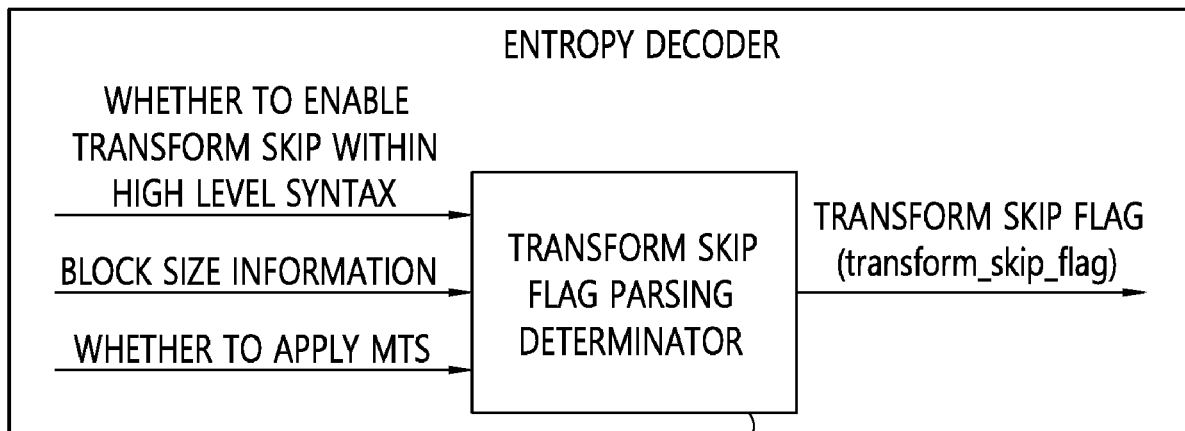 ENTROPY DECODER
WHETHER TO ENABLE
TRANSFORM SKIP WITHIN
HIGH LEVEL SYNTAX
BLOCK SIZE INFORMATION
WHETHER TO APPLY MTS
TRANSFORM SKIP
FLAG PARSING
DETERMINATOR
TRANSFORM SKIP FLAG
(transform_skip_flag)